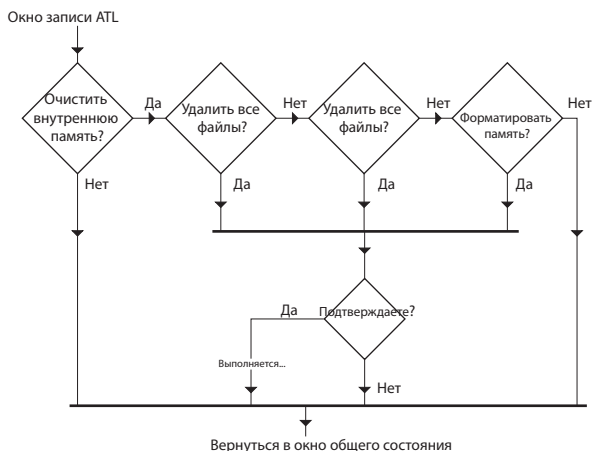 Окно записи ATL
Очистить
внутреннюю
память?
Да
Удалить все
файлы?
Нет
Удалить все
файлы?
Нет
Форматировать
память?
Нет
Нет
Да
Да
Да
Да
Подтверждаете?
Выполняется...
Нет
Вернуться в окно общего состояния